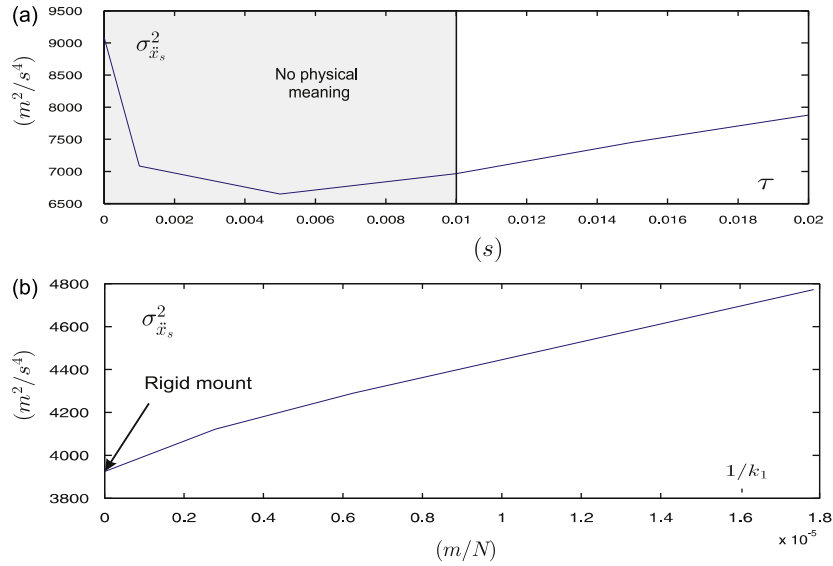 (a)
9500
9000
8500
8000
7500
7000
6500
(m²/s⁴)
σ²ẍₛ
No physical
meaning
τ
0 0.002 0.004 0.006 0.008 0.01 0.012 0.014 0.016 0.018 0.02
(s)
(b)
4800
4600
4400
4200
4000
3800
(m²/s⁴)
σ²ẍₛ
Rigid mount
1/k₁
0 0.2 0.4 0.6 0.8 1 1.2 1.4 1.6 1.8
x 10⁻⁵
(m/N)